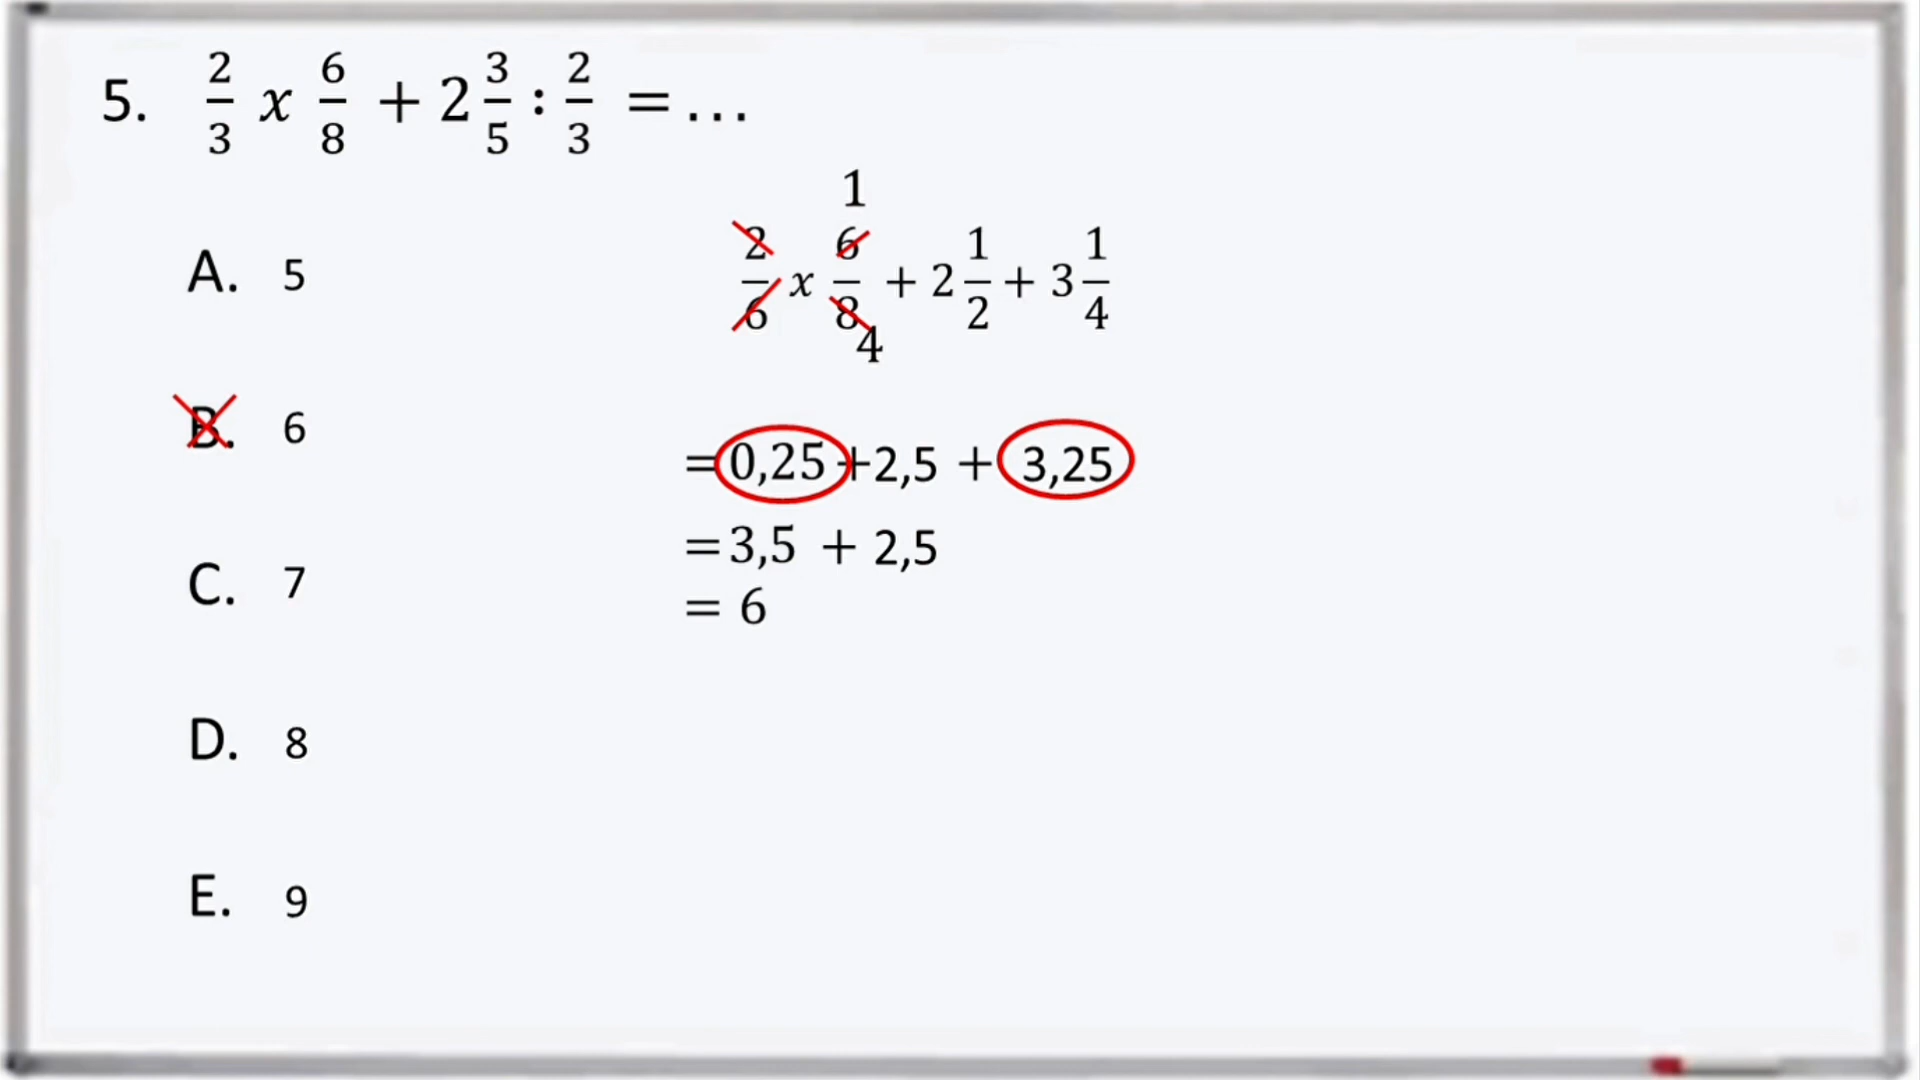 5. 2/3 x 6/8 + 2 3/5 : 2/3 = ...
A. 5
B. 6
C. 7
D. 8
E. 9
1
2/6 x 6/8 + 2 1/2 + 3 1/4
4
= 0,25 + 2,5 + 3,25
= 3,5 + 2,5
= 6